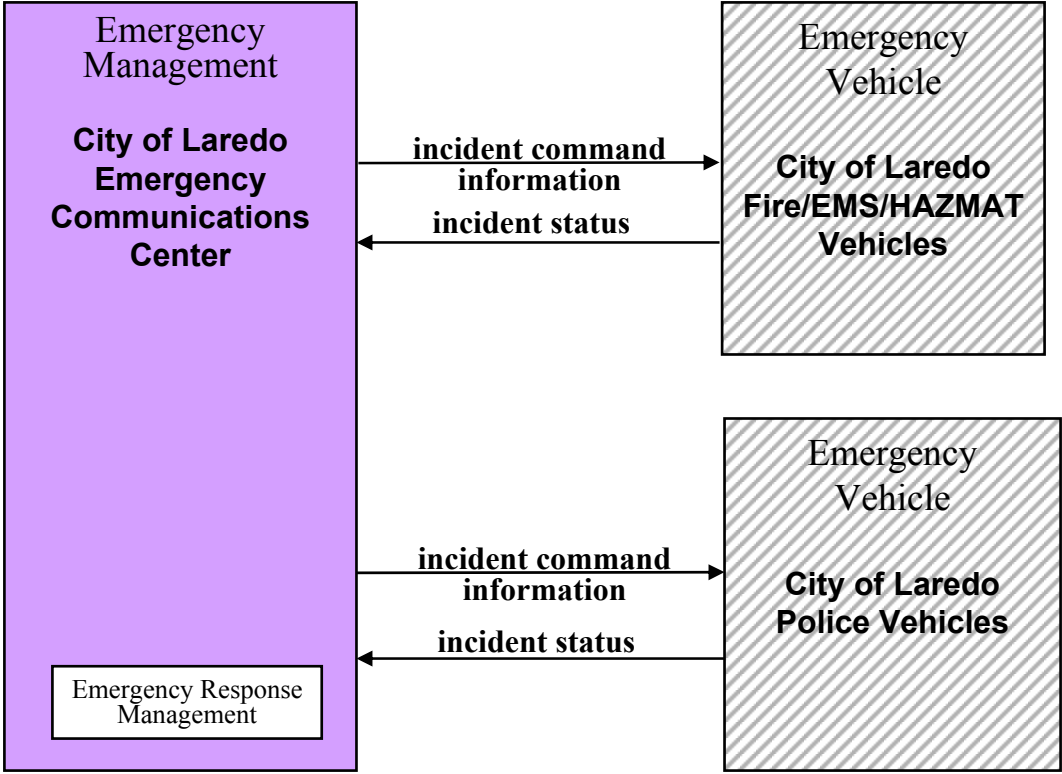 Emergency
Management
City of Laredo
Emergency
Communications
Center
incident command
information
incident status
Emergency
Vehicle
City of Laredo
Fire/EMS/HAZMAT
Vehicles
incident command
information
incident status
Emergency
Vehicle
City of Laredo
Police Vehicles
Emergency Response
Management